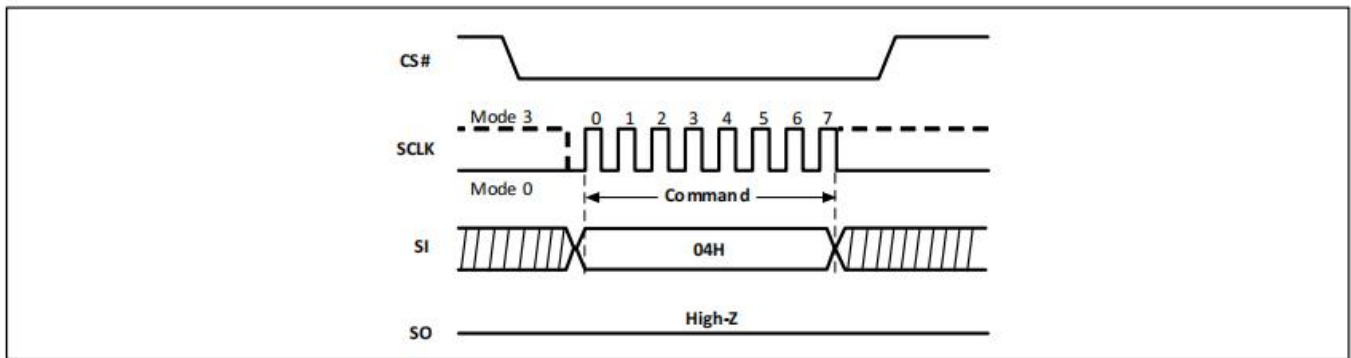 CS#
Mode 3
0 1 2 3 4 5 6 7
SCLK
Mode 0
Command
SI
04H
High-Z
SO